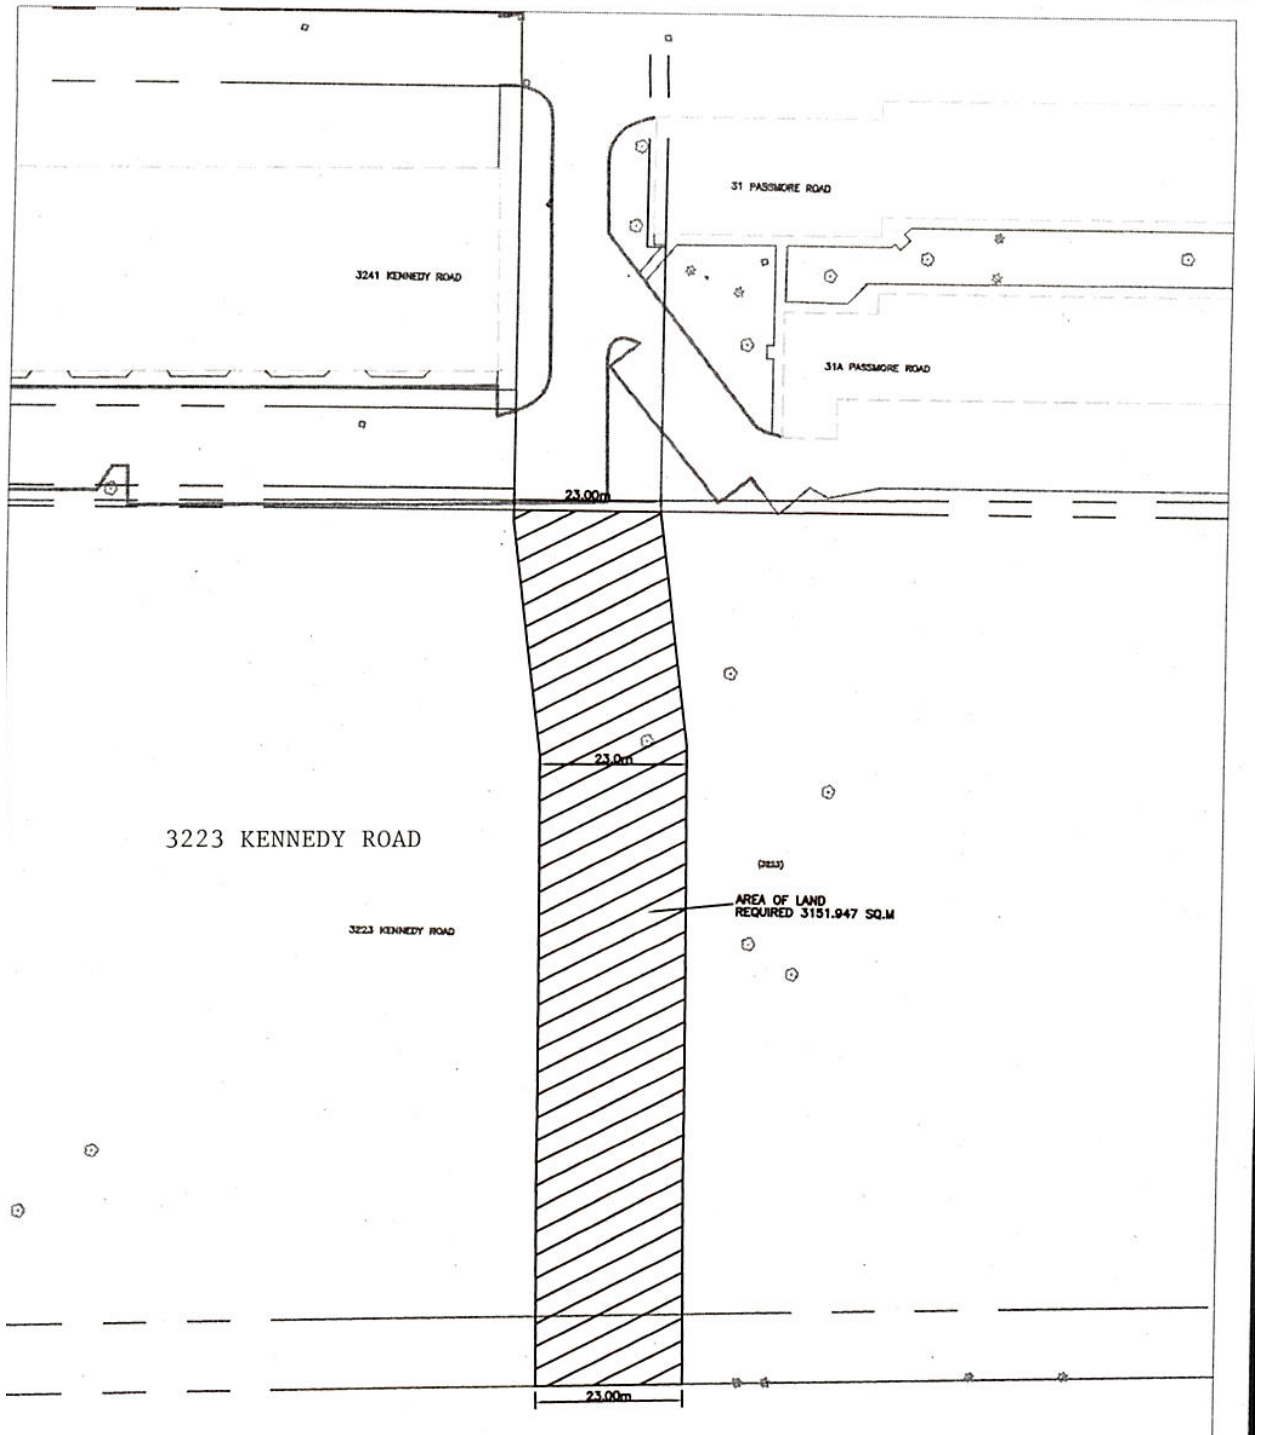 31 PASSMORE ROAD
3241 KENNEDY ROAD
31A PASSMORE ROAD
23.00m
23.0m
3223 KENNEDY ROAD
(3223)
AREA OF LAND
REQUIRED 3151.947 SQ.M
3223 KENNEDY ROAD
23.00m